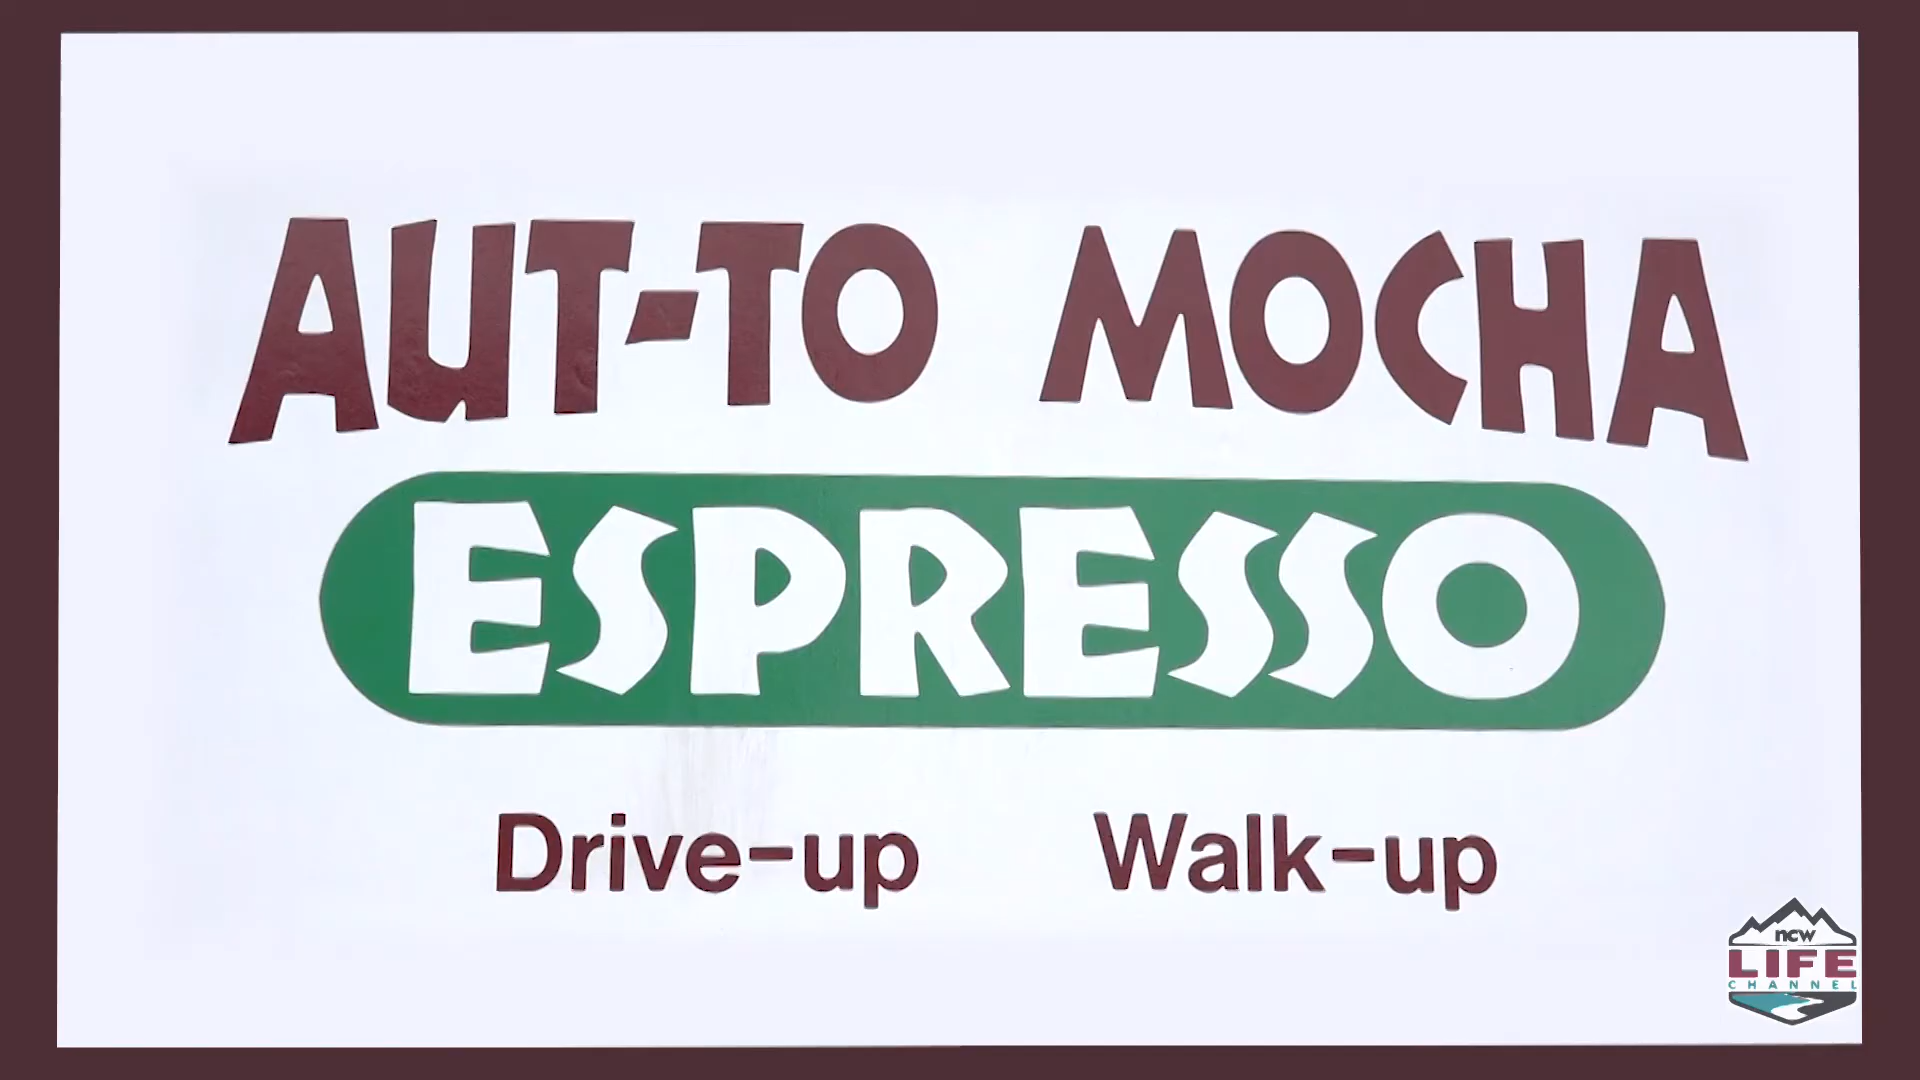 AUT-TO MOCHA
ESPRESSO
Drive-up Walk-up
ncw
LIFE
CHANNEL